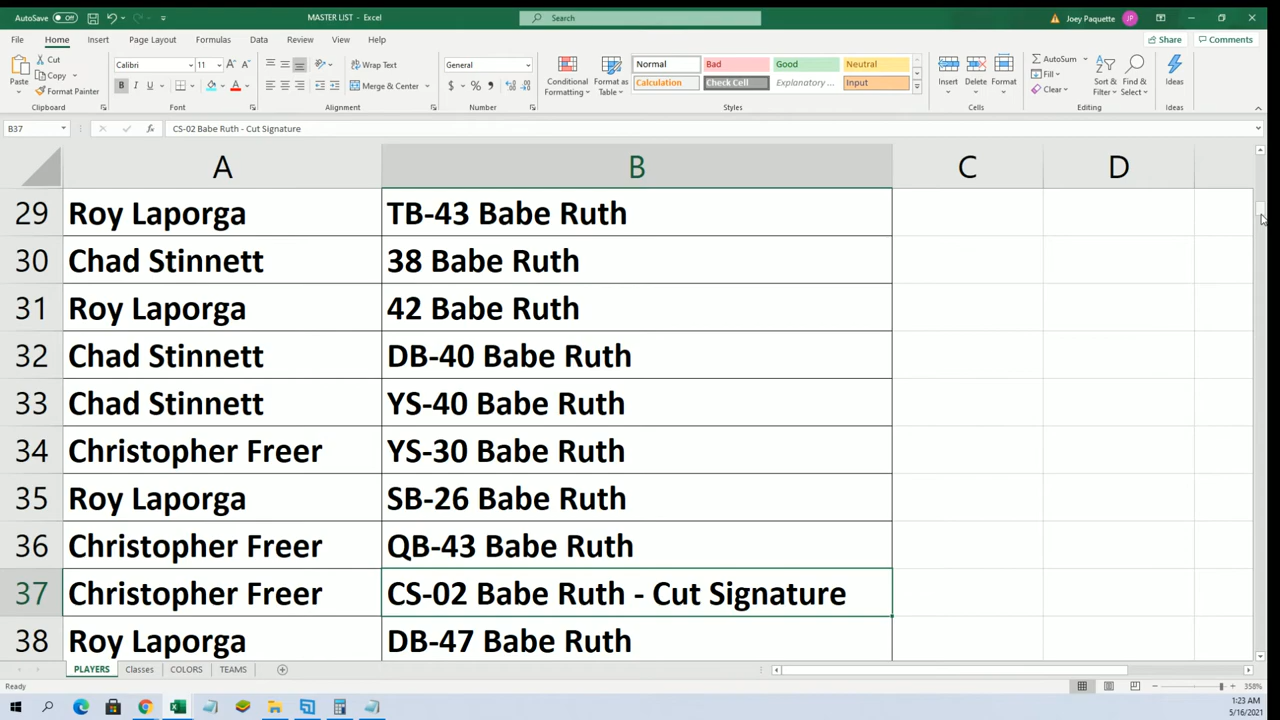 AutoSave Off MASTER LIST - Excel Search Joey Paquette JP
File Home Insert Page Layout Formulas Data Review View Help Share Comments
Paste Cut Copy Format Painter Clipboard
Calibri 11 A A B I U A Font
Wrap Text Merge & Center Alignment
General $ % , Number
Conditional Formatting Format as Table
Normal Bad Good Neutral
Calculation Check Cell Explanatory ... Input
Styles
Insert Delete Format Cells
AutoSum Fill Clear Sort & Filter Find & Select Editing
Ideas Ideas
B37 fx CS-02 Babe Ruth - Cut Signature
A B C D
29 Roy Laporga TB-43 Babe Ruth
30 Chad Stinnett 38 Babe Ruth
31 Roy Laporga 42 Babe Ruth
32 Chad Stinnett DB-40 Babe Ruth
33 Chad Stinnett YS-40 Babe Ruth
34 Christopher Freer YS-30 Babe Ruth
35 Roy Laporga SB-26 Babe Ruth
36 Christopher Freer QB-43 Babe Ruth
37 Christopher Freer CS-02 Babe Ruth - Cut Signature
38 Roy Laporga DB-47 Babe Ruth
PLAYERS Classes COLORS TEAMS
Ready 358%
1:23 AM
5/16/2021